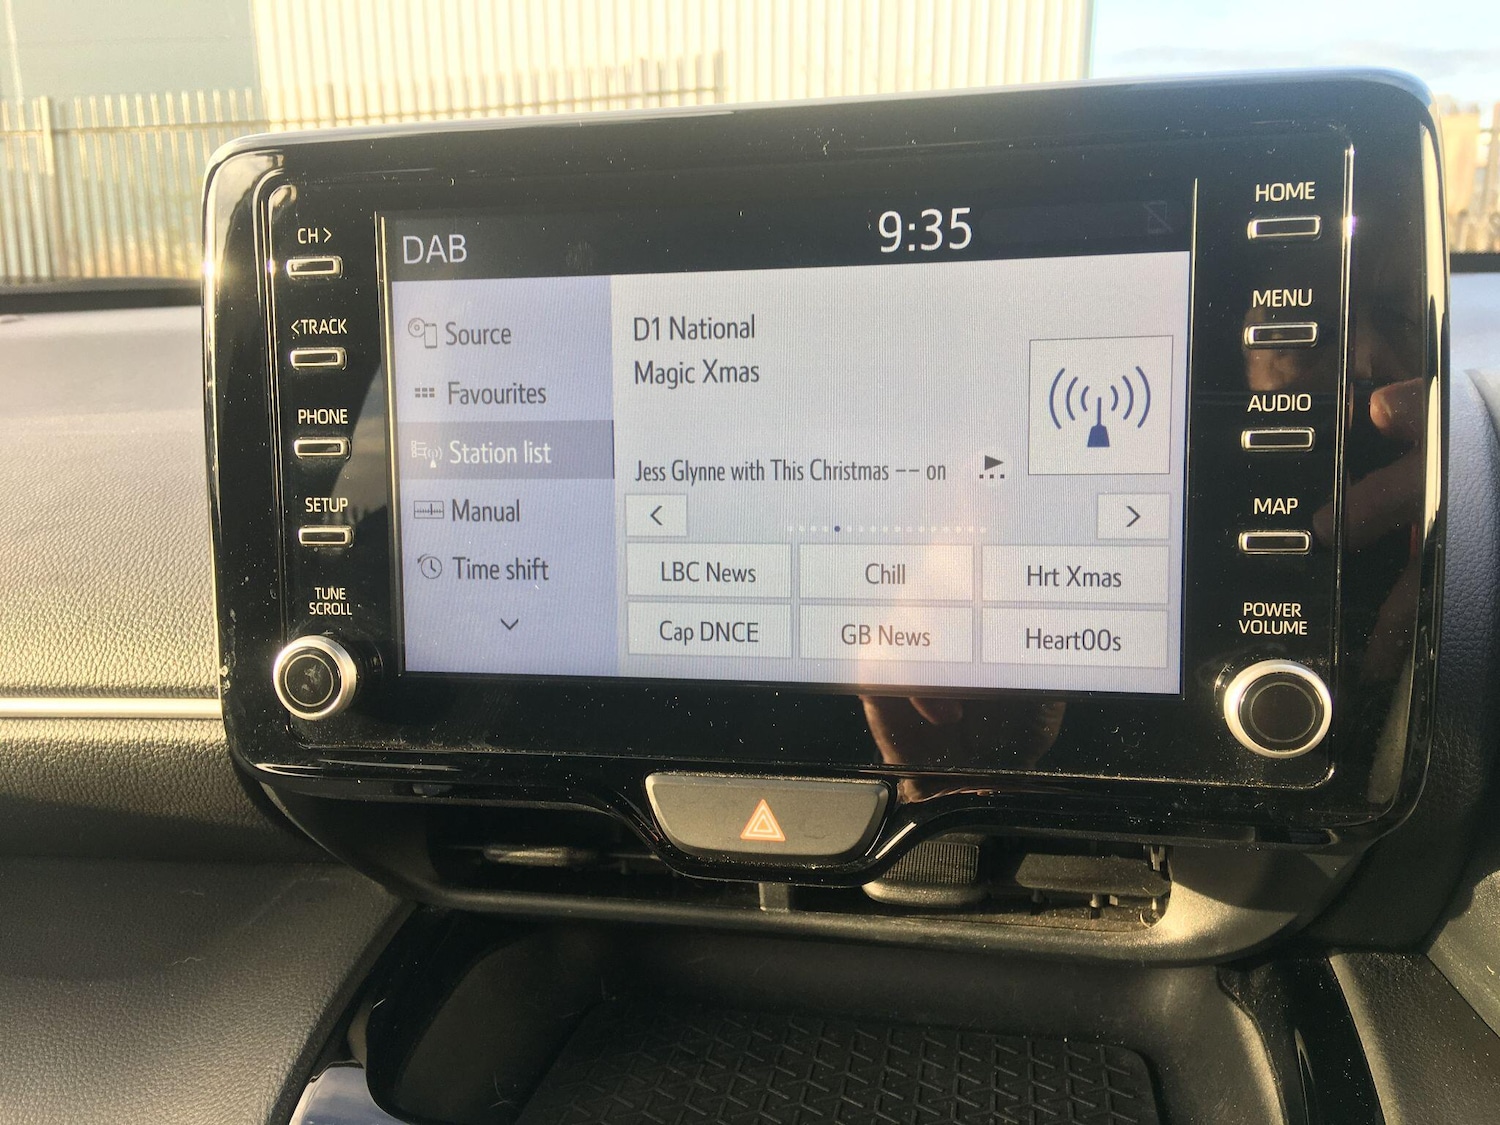 CH >
<TRACK
PHONE
SETUP
TUNE
SCROLL
DAB
9:35
Source
Favourites
Station list
Manual
Time shift
D1 National
Magic Xmas
Jess Glynne with This Christmas -- on
LBC News
Chill
Hrt Xmas
Cap DNCE
GB News
Heart00s
HOME
MENU
AUDIO
MAP
POWER
VOLUME